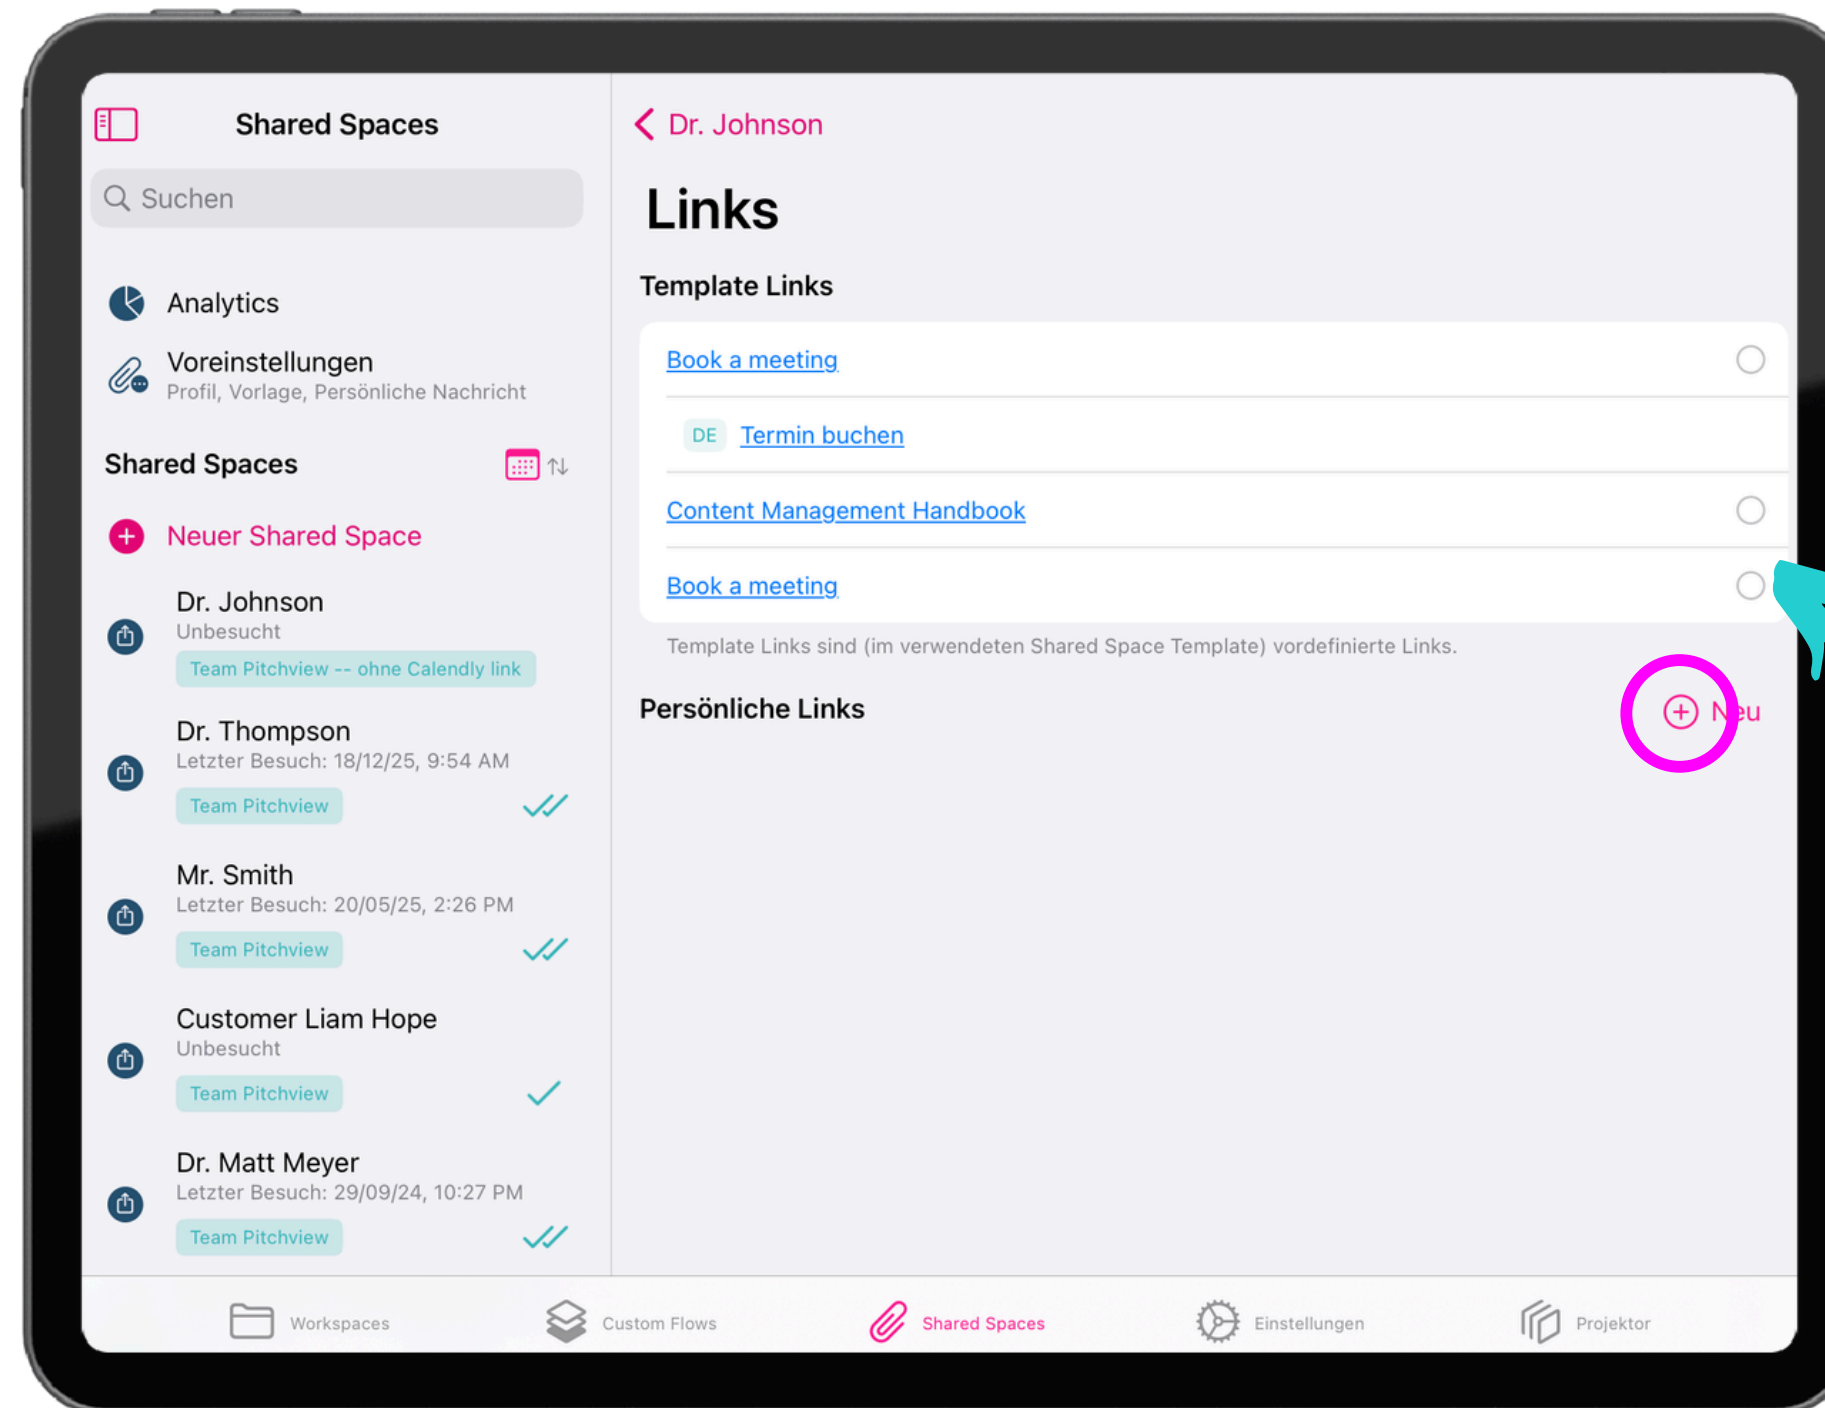 Shared Spaces
Suchen
Analytics
Voreinstellungen
Profil, Vorlage, Persönliche Nachricht
Shared Spaces
Neuer Shared Space
Dr. Johnson
Unbesucht
Team Pitchview -- ohne Calendly link
Dr. Thompson
Letzter Besuch: 18/12/25, 9:54 AM
Team Pitchview
Mr. Smith
Letzter Besuch: 20/05/25, 2:26 PM
Team Pitchview
Customer Liam Hope
Unbesucht
Team Pitchview
Dr. Matt Meyer
Letzter Besuch: 29/09/24, 10:27 PM
Team Pitchview
Dr. Johnson
Links
Template Links
Book a meeting
DE Termin buchen
Content Management Handbook
Book a meeting
Template Links sind (im verwendeten Shared Space Template) vordefinierte Links.
Persönliche Links
Neu
Workspaces
Custom Flows
Shared Spaces
Einstellungen
Projektor